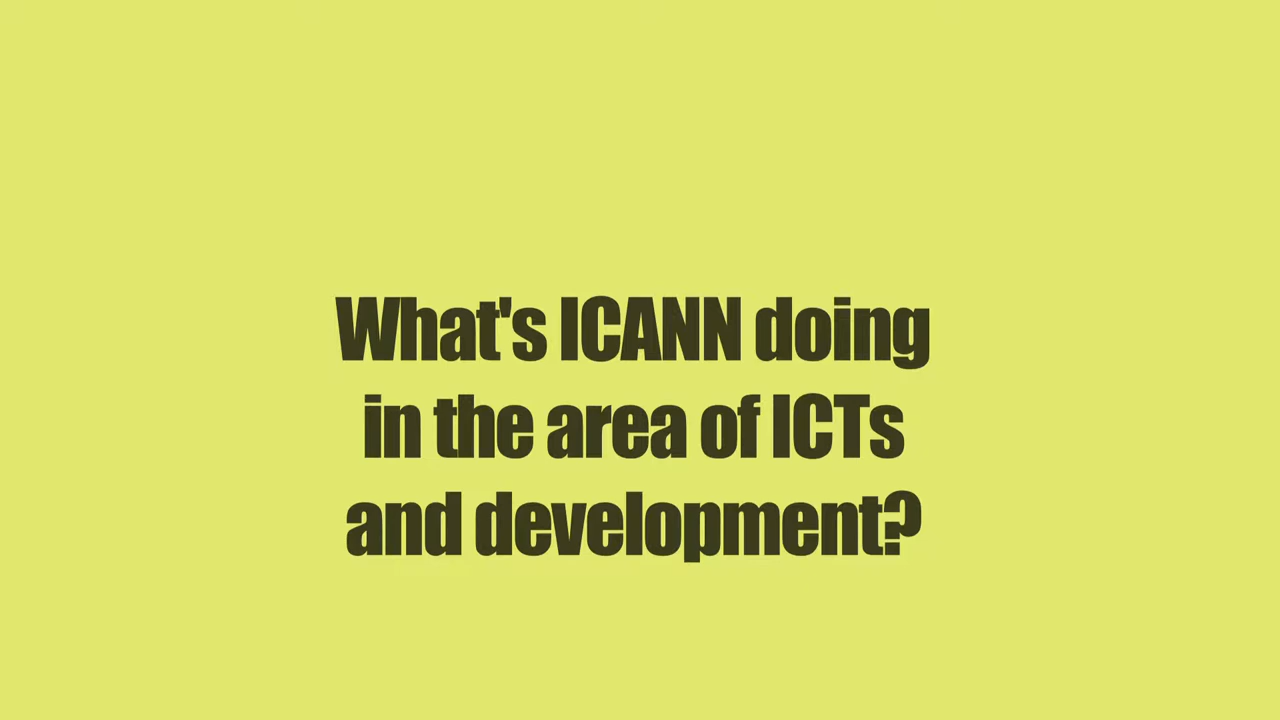 What's ICANN doing
in the area of ICTs
and development?